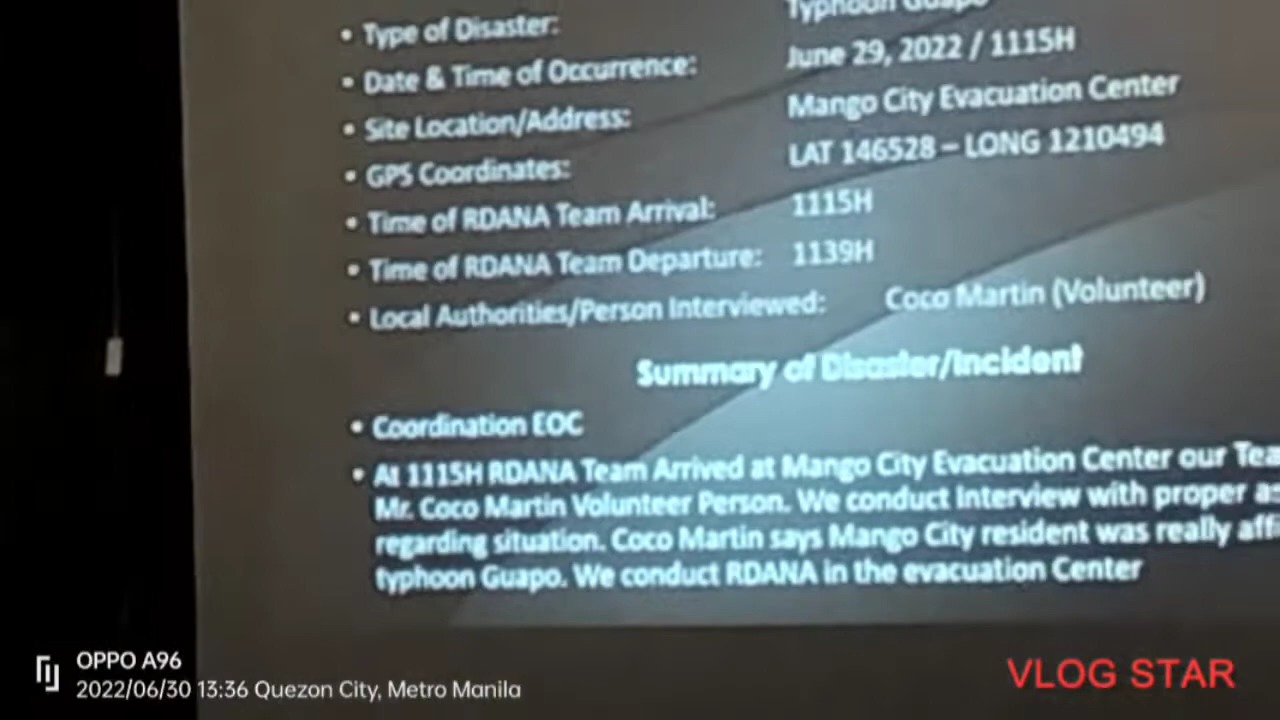 • Type of Disaster: Typhoon Guapo
• Date & Time of Occurrence: June 29, 2022 / 1115H
• Site Location/Address: Mango City Evacuation Center
• GPS Coordinates: LAT 146528 – LONG 1210494
• Time of RDANA Team Arrival: 1115H
• Time of RDANA Team Departure: 1139H
• Local Authorities/Person Interviewed: Coco Martin (Volunteer)
Summary of Disaster/Incident
• Coordination EOC
• At 1115H RDANA Team Arrived at Mango City Evacuation Center our
Mr. Coco Martin Volunteer Person. We conduct Interview with proper
regarding situation. Coco Martin says Mango City resident was really
typhoon Guapo. We conduct RDANA in the evacuation Center
OPPO A96
2022/06/30 13:36 Quezon City, Metro Manila
VLOG STAR